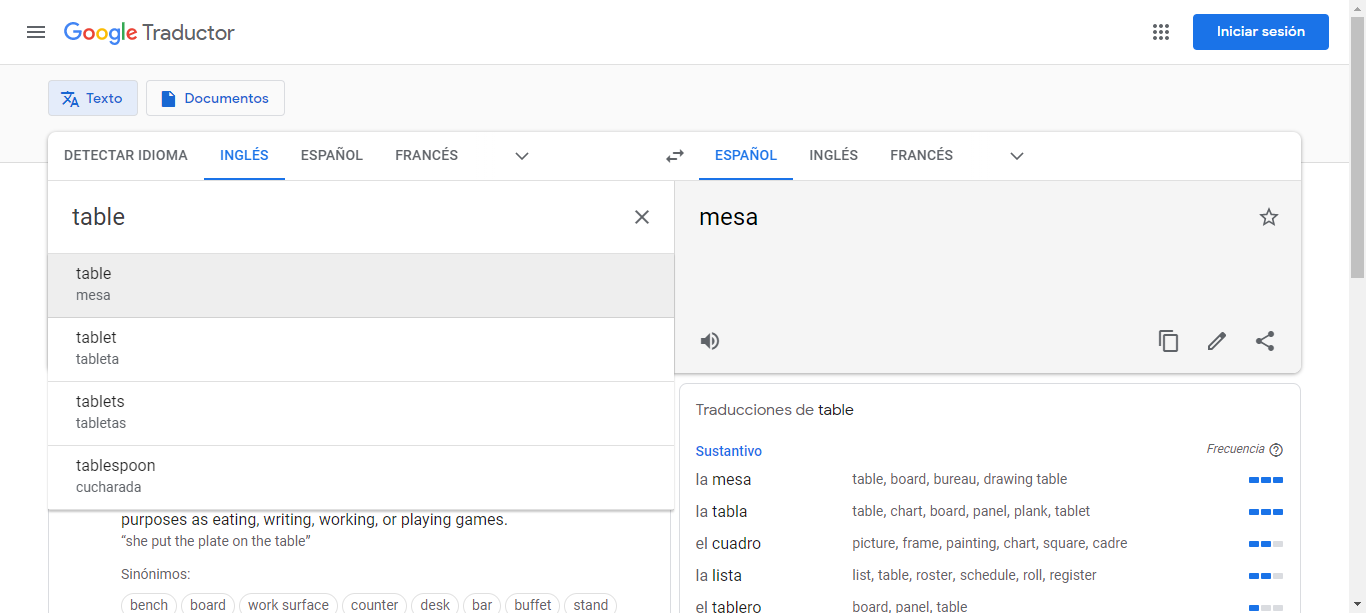 Google Traductor
Iniciar sesión
Texto
Documentos
DETECTAR IDIOMA INGLÉS ESPAÑOL FRANCÉS
ESPAÑOL INGLÉS FRANCÉS
table
mesa
table
mesa
tablet
tableta
tablets
tabletas
tablespoon
cucharada
purposes as eating, writing, working, or playing games.
“she put the plate on the table”
Sinónimos:
bench board work surface counter desk bar buffet stand
Traducciones de table
Sustantivo Frecuencia
la mesa table, board, bureau, drawing table
la tabla table, chart, board, panel, plank, tablet
el cuadro picture, frame, painting, chart, square, cadre
la lista list, table, roster, schedule, roll, register
el tablero board, panel, table